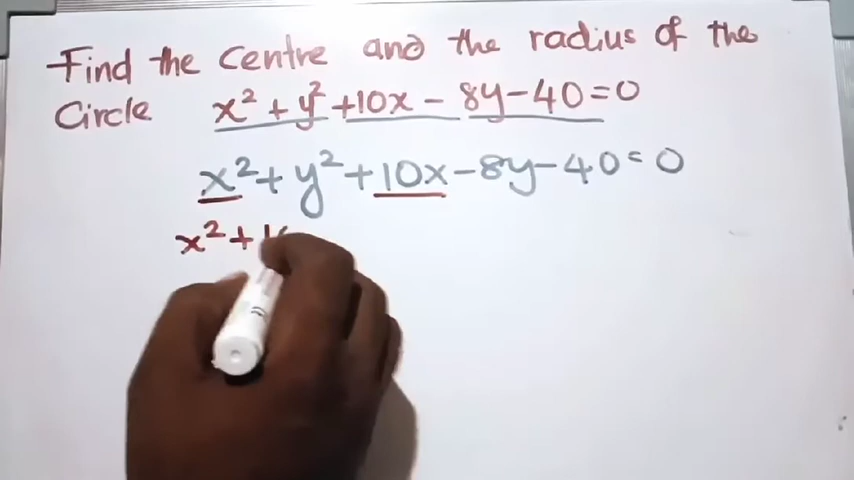 Find the Centre and the radius of the
Circle x² + y² +10x - 8y-40=0
x²+ y² +10x-8y-40=0
x²+1